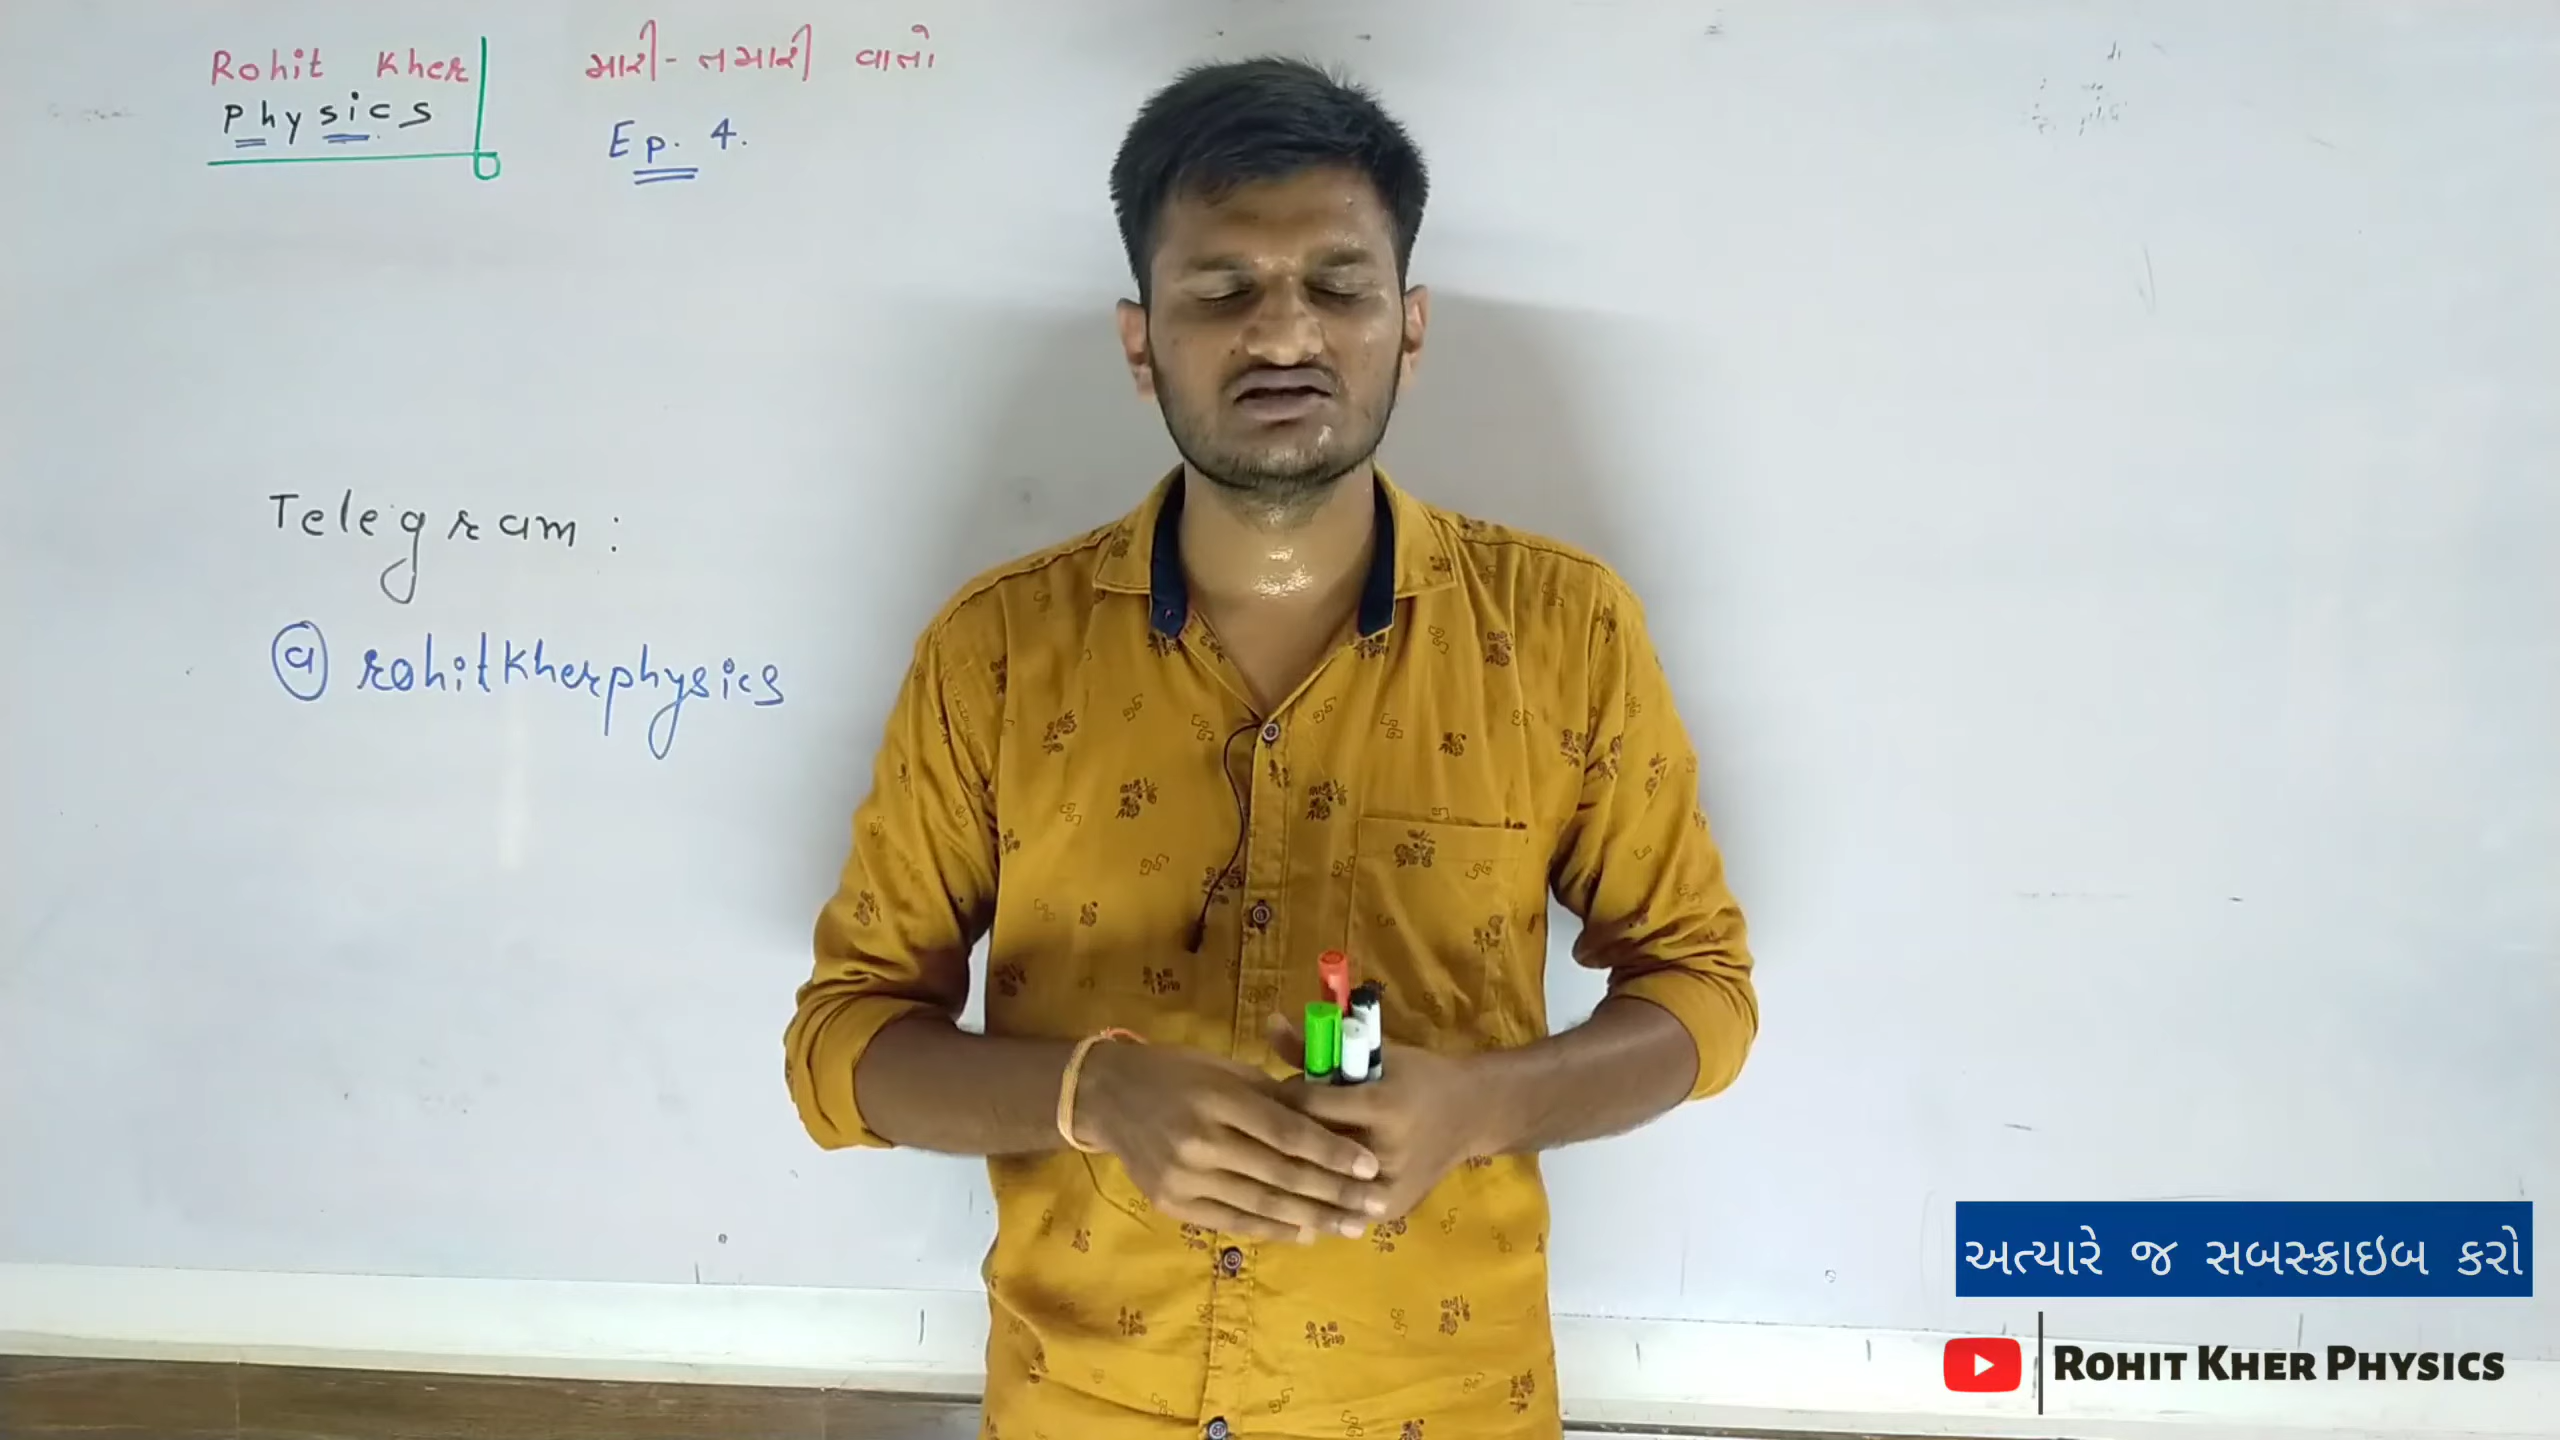 Rohit Kher
Physics
મારી- તમારી વાતો
Ep. 4.
Telegram :
@ rohitkherphysics
અત્યારે જ સબસ્ક્રાઇબ કરો
ROHIT KHER PHYSICS